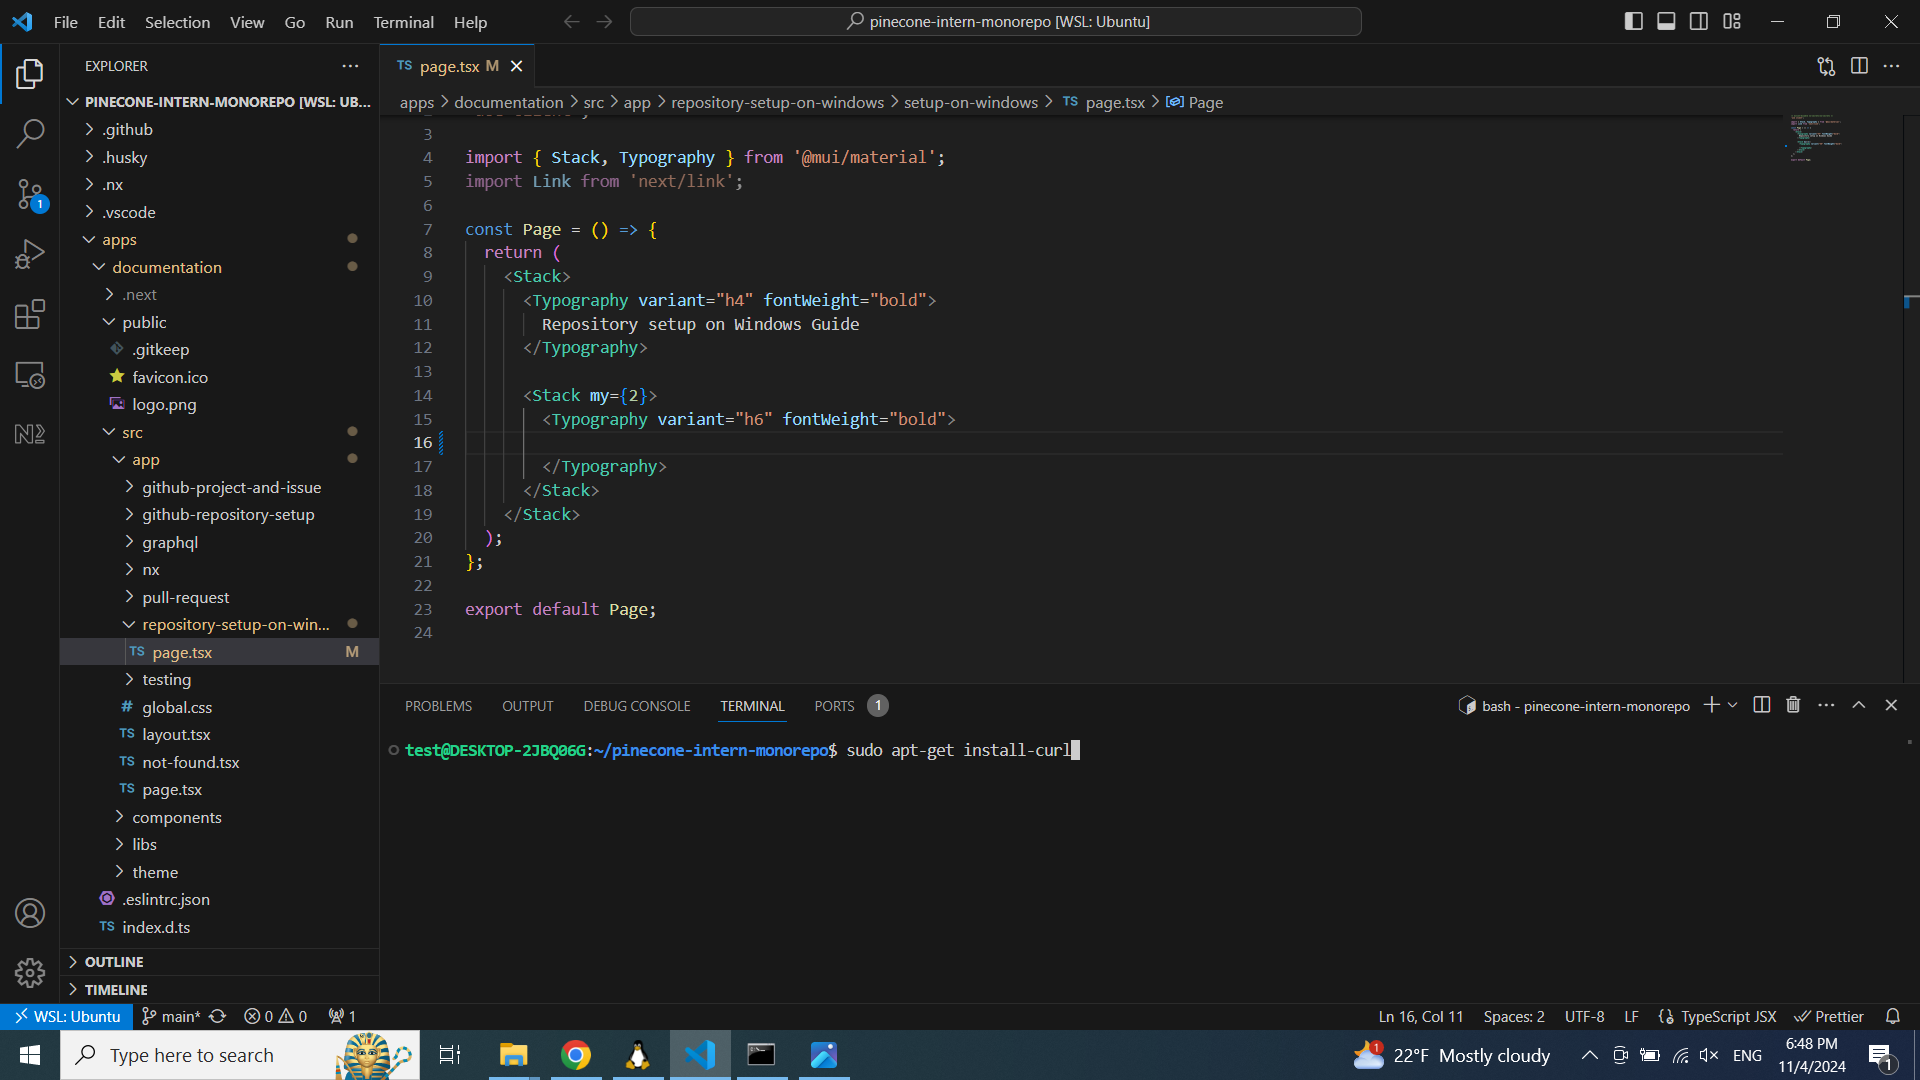 File Edit Selection View Go Run Terminal Help
pinecone-intern-monorepo [WSL: Ubuntu]
EXPLORER
PINECONE-INTERN-MONOREPO [WSL: UB...
.github
.husky
.nx
.vscode
apps
documentation
.next
public
.gitkeep
favicon.ico
logo.png
src
app
github-project-and-issue
github-repository-setup
graphql
nx
pull-request
repository-setup-on-win...
TS page.tsx M
testing
# global.css
TS layout.tsx
TS not-found.tsx
TS page.tsx
components
libs
theme
.eslintrc.json
TS index.d.ts
OUTLINE
TIMELINE
1
TS page.tsx M
apps > documentation > src > app > repository-setup-on-windows > setup-on-windows > TS page.tsx > Page
3
4 import { Stack, Typography } from '@mui/material';
5 import Link from 'next/link';
6
7 const Page = () => {
8 return (
9 <Stack>
10 <Typography variant="h4" fontWeight="bold">
11 Repository setup on Windows Guide
12 </Typography>
13
14 <Stack my={2}>
15 <Typography variant="h6" fontWeight="bold">
16
17 </Typography>
18 </Stack>
19 </Stack>
20 );
21 };
22
23 export default Page;
24
PROBLEMS OUTPUT DEBUG CONSOLE TERMINAL PORTS 1
bash - pinecone-intern-monorepo
test@DESKTOP-2JBQ06G:~/pinecone-intern-monorepo$ sudo apt-get install-curl
WSL: Ubuntu main* 0 0 1
Ln 16, Col 11 Spaces: 2 UTF-8 LF TypeScript JSX Prettier
Type here to search
1 22°F Mostly cloudy ENG
6:48 PM
11/4/2024
1